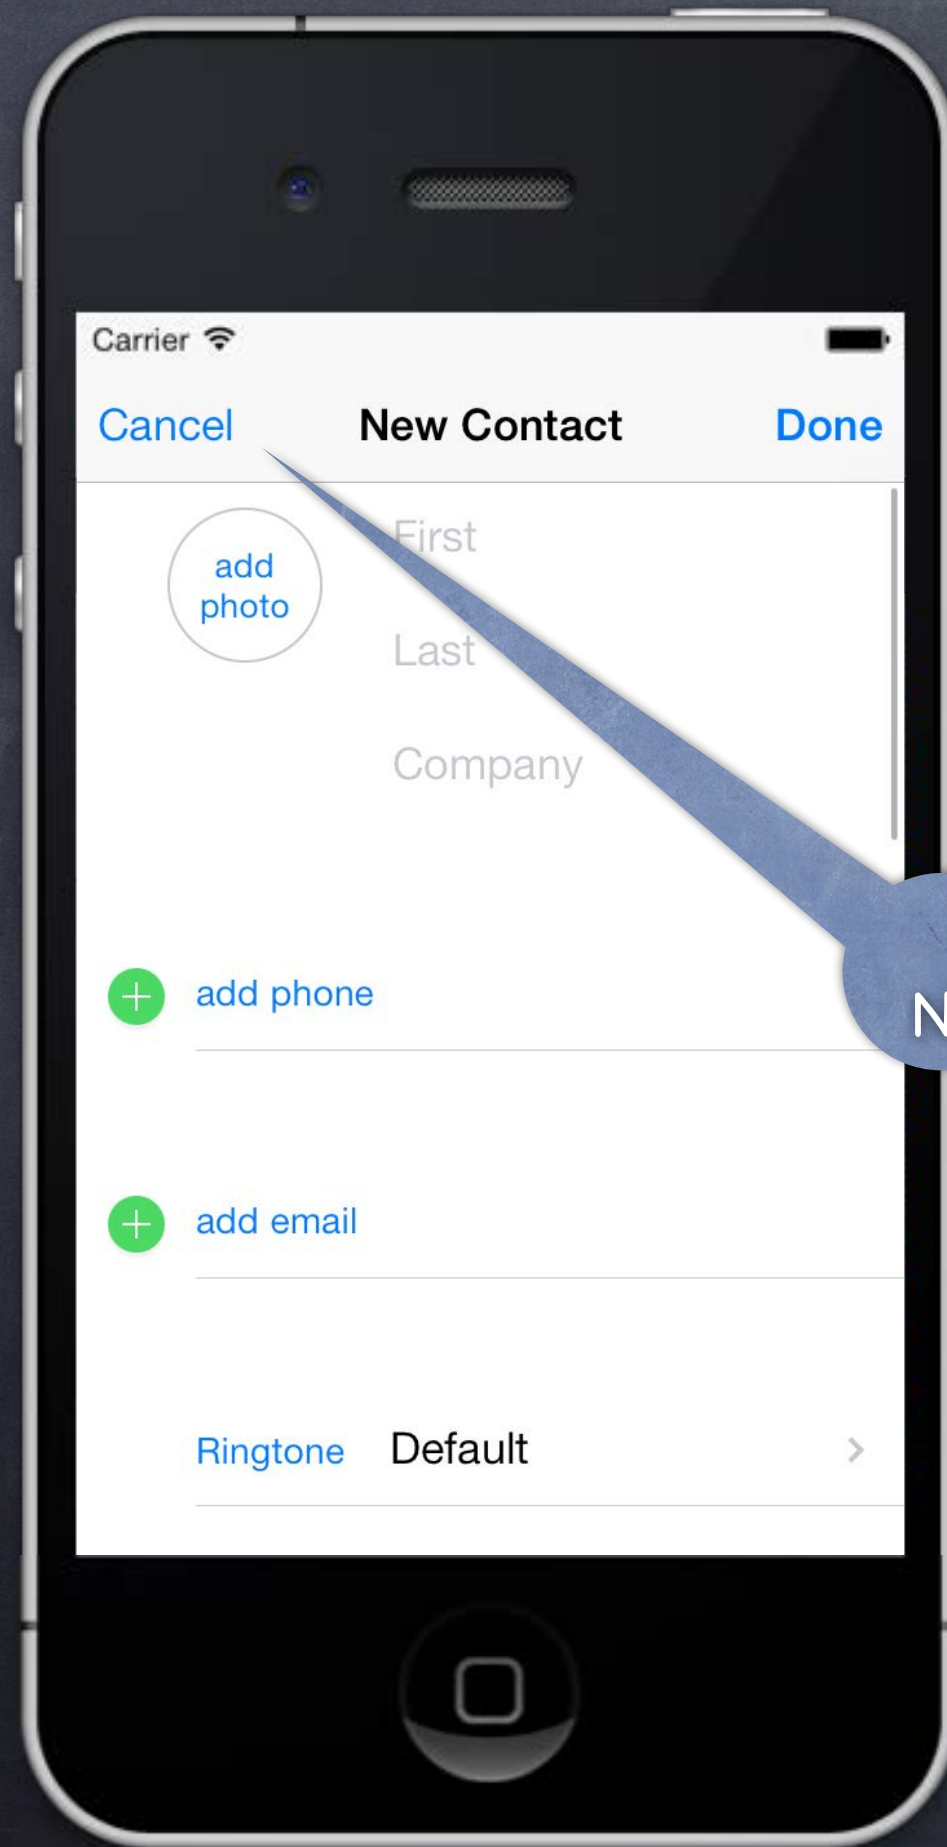 Carrier
Cancel New Contact Done
add
photo
First
Last
Company
add phone
add email
Ringtone Default